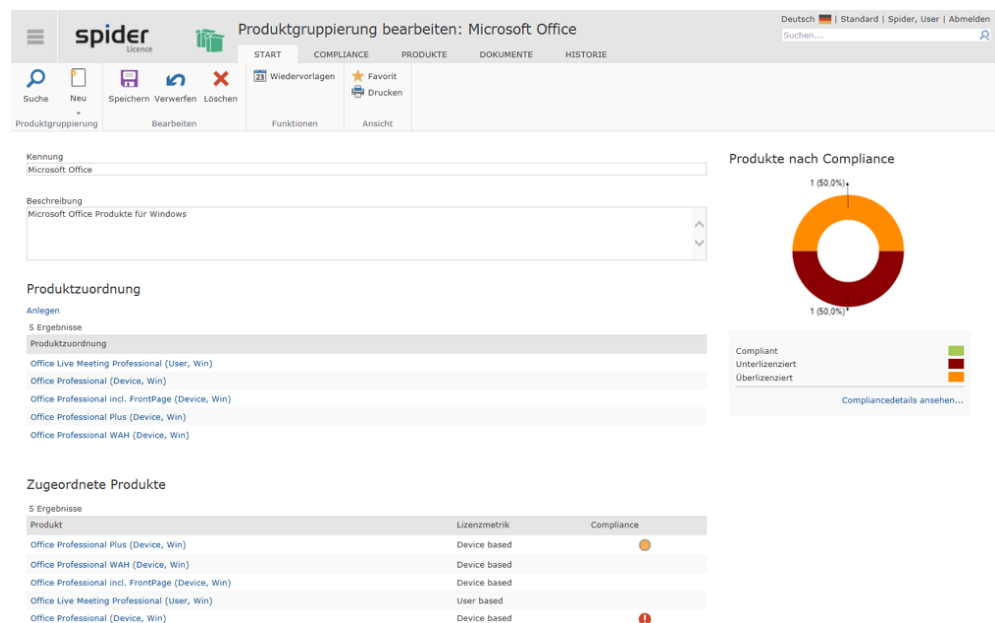 Deutsch | Standard | Spider, User | Abmelden
spider
Licence
Produktgruppierung bearbeiten: Microsoft Office
Suchen...
START COMPLIANCE PRODUKTE DOKUMENTE HISTORIE
Suche
Neu
Speichern
Verwerfen
Löschen
23 Wiedervorlagen
Favorit
Drucken
Produktgruppierung
Bearbeiten
Funktionen
Ansicht
Kennung
Microsoft Office
Beschreibung
Microsoft Office Produkte für Windows
Produktzuordnung
Anlegen
5 Ergebnisse
Produktzuordnung
Office Live Meeting Professional (User, Win)
Office Professional (Device, Win)
Office Professional incl. FrontPage (Device, Win)
Office Professional Plus (Device, Win)
Office Professional WAH (Device, Win)
Zugeordnete Produkte
5 Ergebnisse
Produkt Lizenzmetrik Compliance
Office Professional Plus (Device, Win) Device based
Office Professional WAH (Device, Win) Device based
Office Professional incl. FrontPage (Device, Win) Device based
Office Live Meeting Professional (User, Win) User based
Office Professional (Device, Win) Device based
Produkte nach Compliance
1 (50,0%)
1 (50,0%)
Compliant
Unterlizenziert
Überlizenziert
Compliancedetails ansehen...